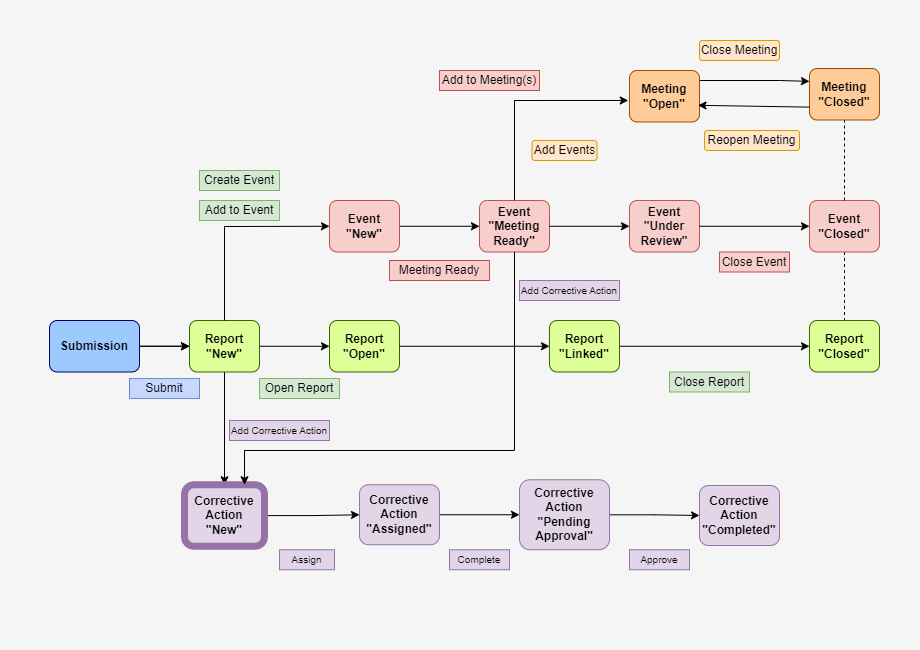 Close Meeting
Add to Meeting(s)
Meeting
"Open"
Meeting
"Closed"
Add Events
Reopen Meeting
Create Event
Add to Event
Event
"New"
Event
"Meeting
Ready"
Event
"Under
Review"
Event
"Closed"
Meeting Ready
Close Event
Add Corrective Action
Submission
Report
"New"
Report
"Open"
Report
"Linked"
Report
"Closed"
Submit
Open Report
Close Report
Add Corrective Action
Corrective
Action
"New"
Corrective
Action
"Assigned"
Corrective
Action
"Pending
Approval"
Corrective
Action
"Completed"
Assign
Complete
Approve